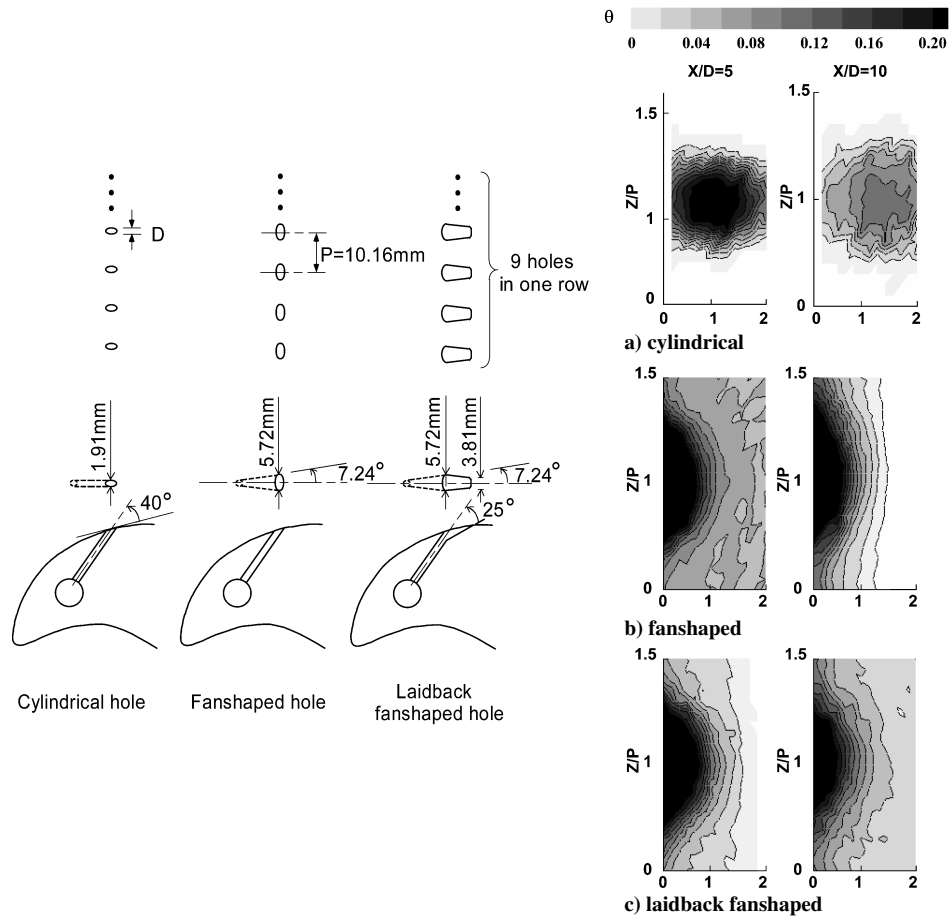 θ
0 0.04 0.08 0.12 0.16 0.20
X/D=5 X/D=10
1.5
1.5
Z/P
1
Z/P
1
0
0
0 1 2
0 1 2
a) cylindrical
D
P=10.16mm
9 holes
in one row
1.91mm
5.72mm
7.24°
5.72mm
3.81mm
7.24°
40°
25°
Cylindrical hole
Fanshaped hole
Laidback
fanshaped hole
1.5
1.5
Z/P
1
Z/P
1
0
0
0 1 2
0 1 2
b) fanshaped
1.5
1.5
Z/P
1
Z/P
1
0
0
0 1 2
0 1 2
c) laidback fanshaped